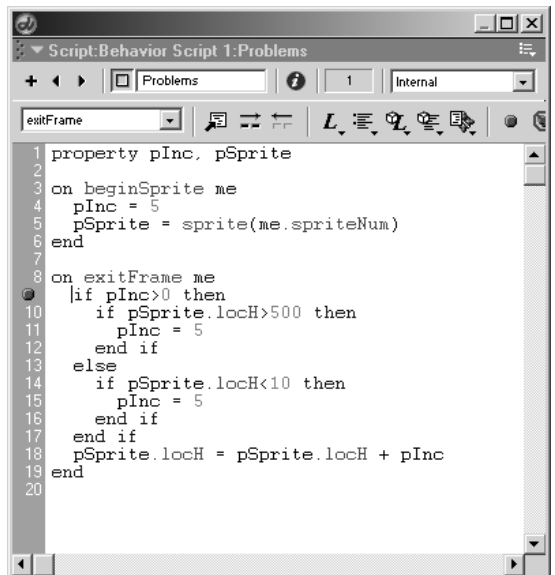 Script:Behavior Script 1:Problems
Problems 1 Internal
exitFrame
1 property pInc, pSprite
2
3 on beginSprite me
4 pInc = 5
5 pSprite = sprite(me.spriteNum)
6 end
7
8 on exitFrame me
if pInc>0 then
10 if pSprite.locH>500 then
11 pInc = 5
12 end if
13 else
14 if pSprite.locH<10 then
15 pInc = 5
16 end if
17 end if
18 pSprite.locH = pSprite.locH + pInc
19 end
20